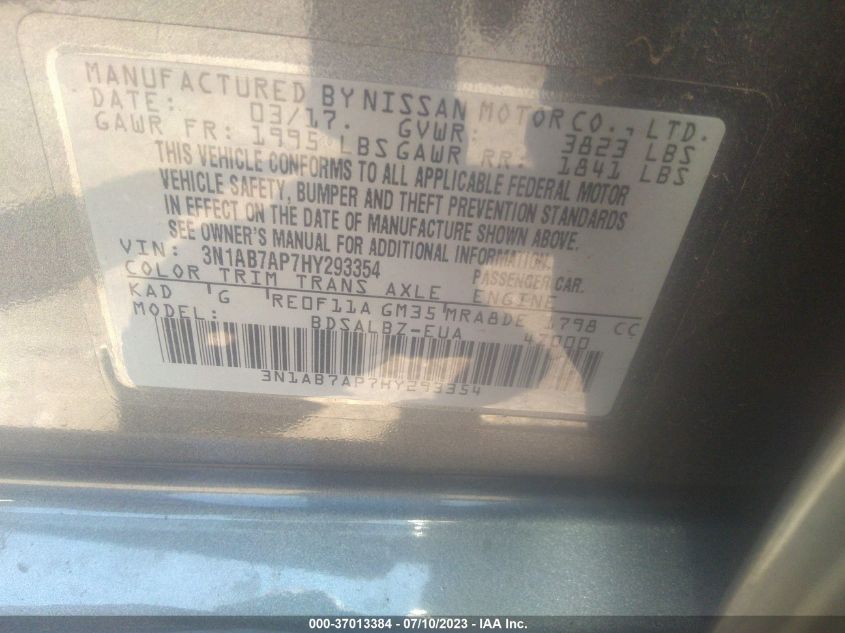 MANUFACTURED BY NISSAN MOTOR CO., LTD.
DATE: 03/17. GVWR: 3823 LBS
GAWR FR: 1995 LBS GAWR RR: 1841 LBS
THIS VEHICLE CONFORMS TO ALL APPLICABLE FEDERAL MOTOR
VEHICLE SAFETY, BUMPER AND THEFT PREVENTION STANDARDS
IN EFFECT ON THE DATE OF MANUFACTURE SHOWN ABOVE.
SEE OWNER'S MANUAL FOR ADDITIONAL INFORMATION.
VIN: 3N1AB7AP7HY293354 PASSENGER CAR.
COLOR TRIM TRANS AXLE ENGINE
KAD G RE0F11A GM35 MRA8DE 1798 CC
MODEL: BDSALBZ-EUA 47000
3N1AB7AP7HY293354
000-37013384 - 07/10/2023 - IAA Inc.